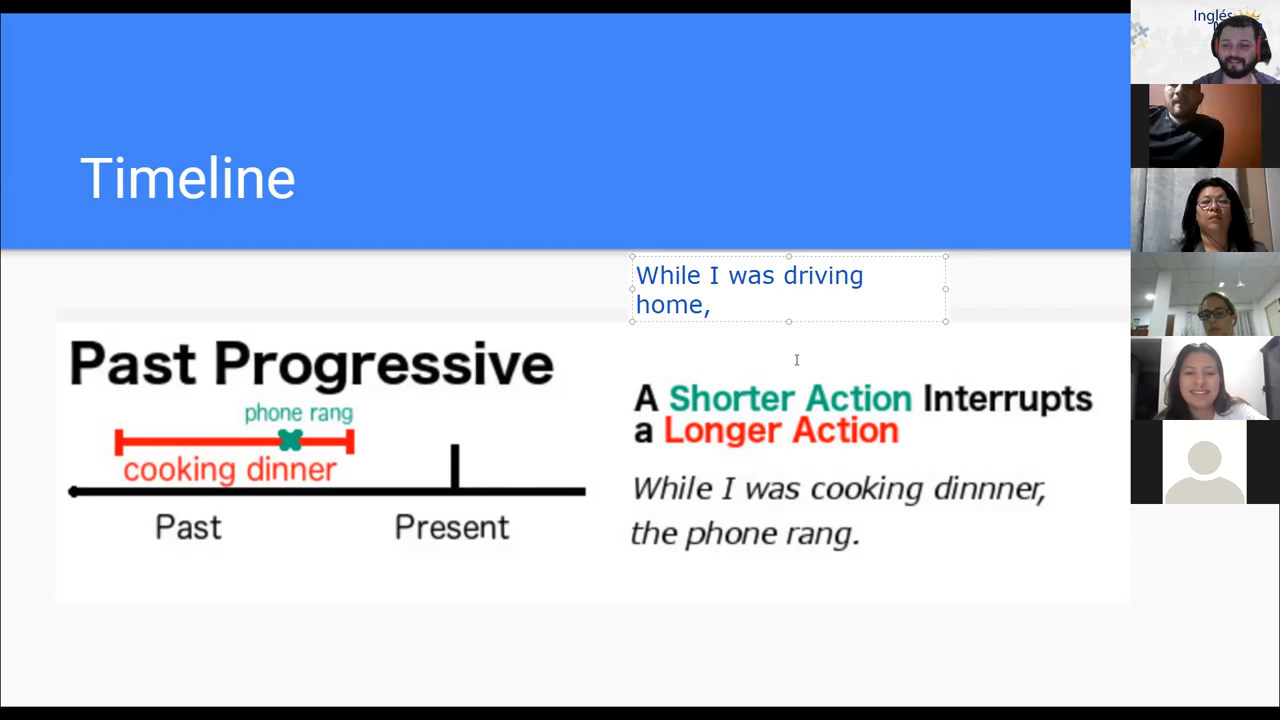 Inglés
Timeline
While I was driving
home,
Past Progressive
phone rang
cooking dinner
Past
Present
A Shorter Action Interrupts
a Longer Action
While I was cooking dinnner,
the phone rang.